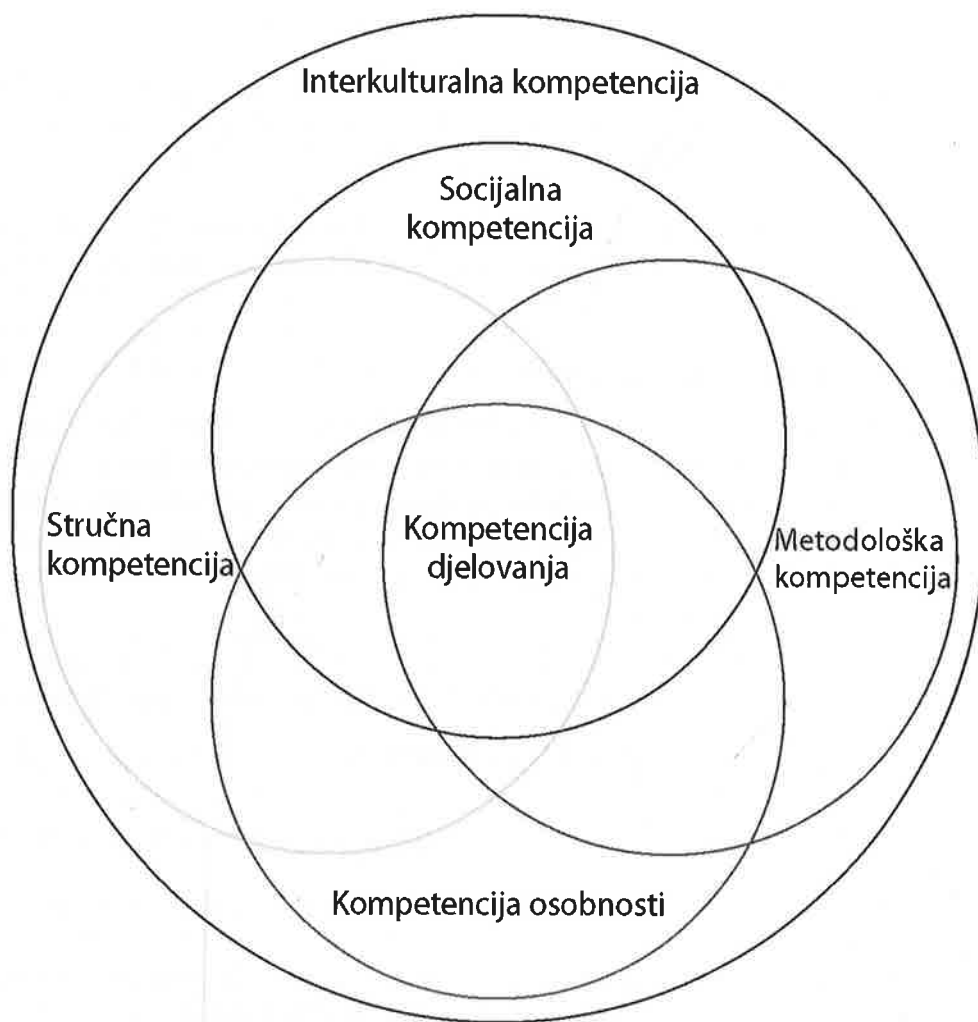 Interkulturalna kompetencija
Socijalna
kompetencija
Stručna
kompetencija
Kompetencija
djelovanja
Metodološka
kompetencija
Kompetencija osobnosti